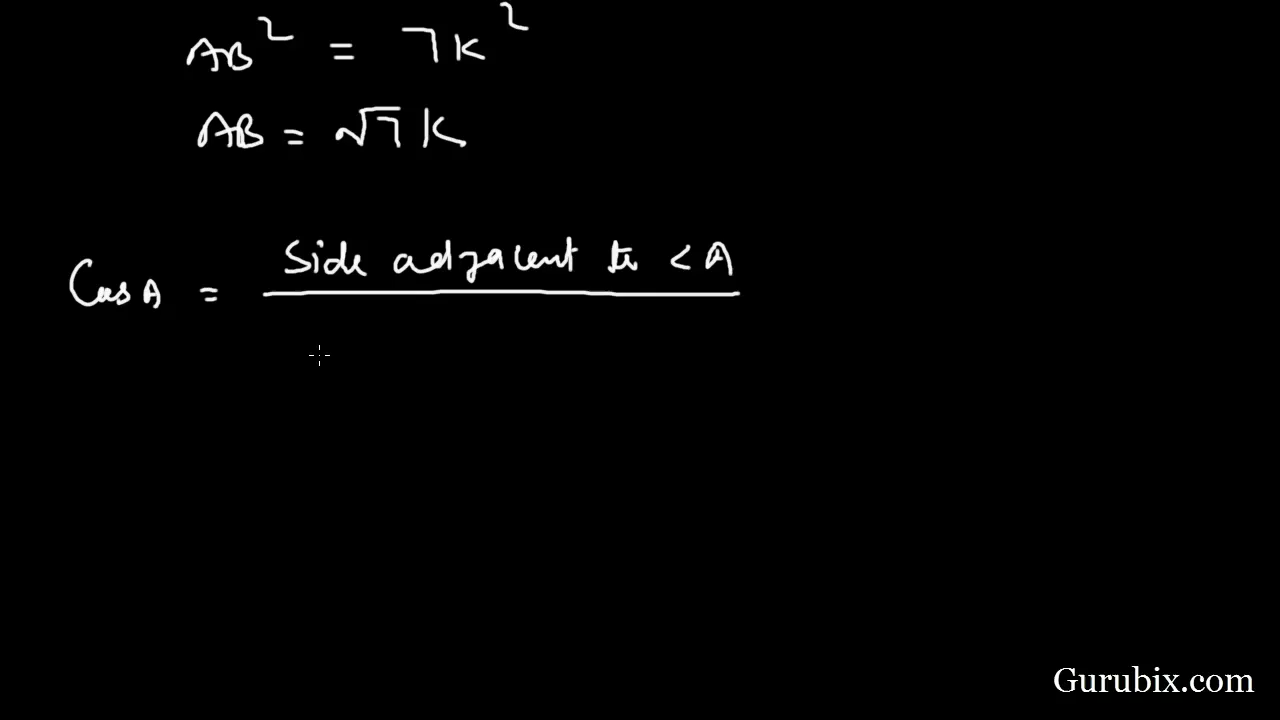 AB² = 7K²
AB = √7 K
Side adjacent to < A
Cos A =
Gurubix.com